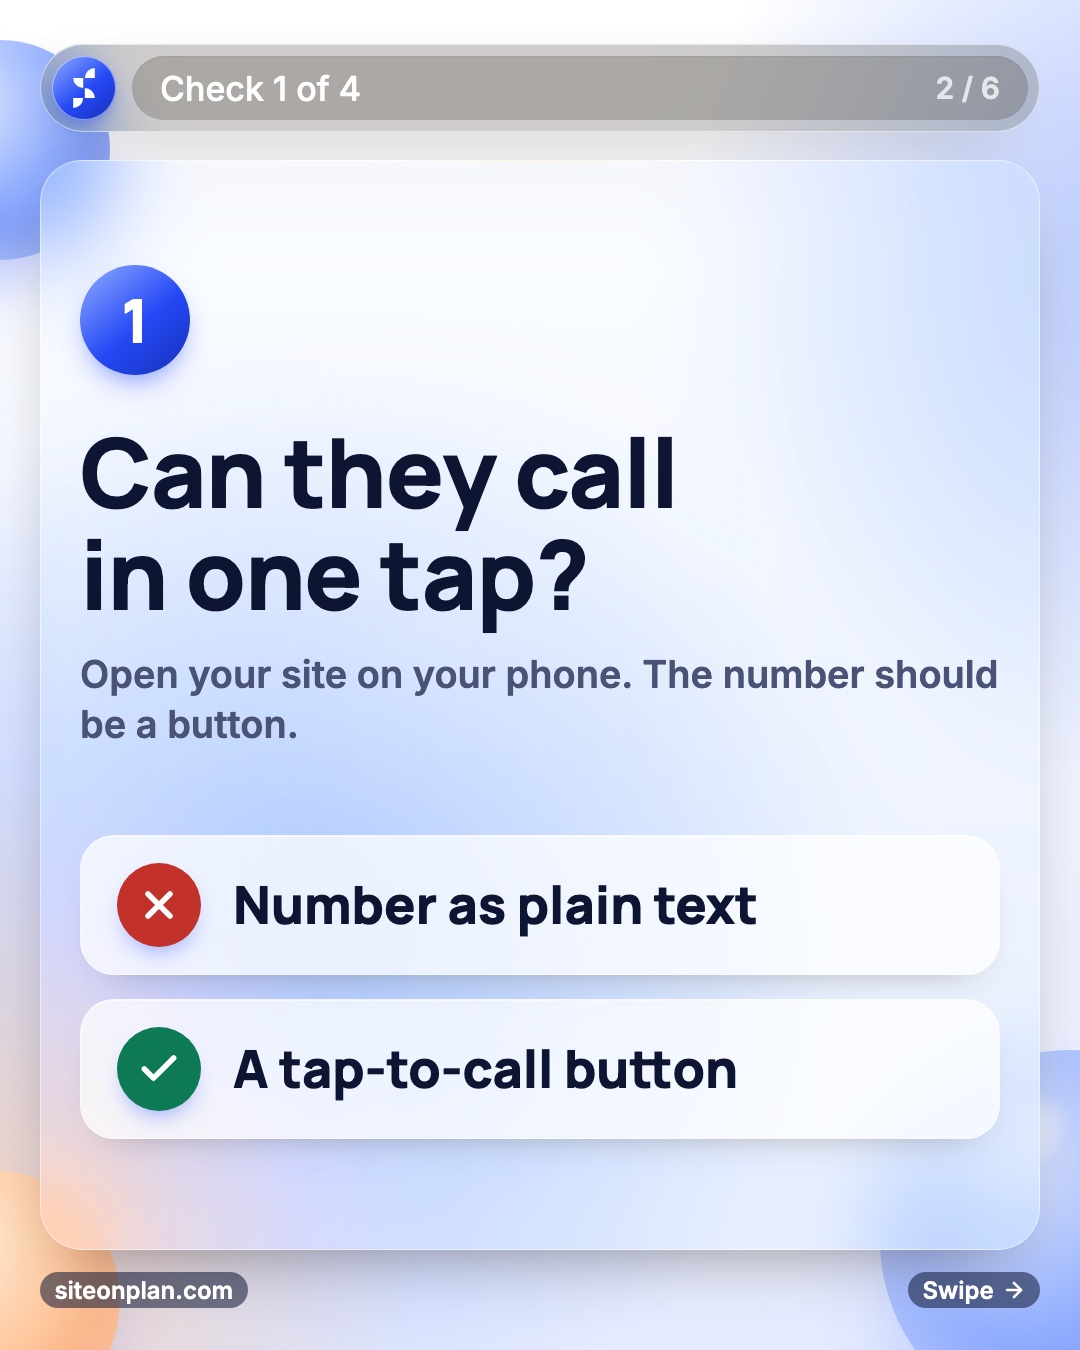 Check 1 of 4
2 / 6
1
Can they call
in one tap?
Open your site on your phone. The number should
be a button.
Number as plain text
A tap-to-call button
siteonplan.com
Swipe →